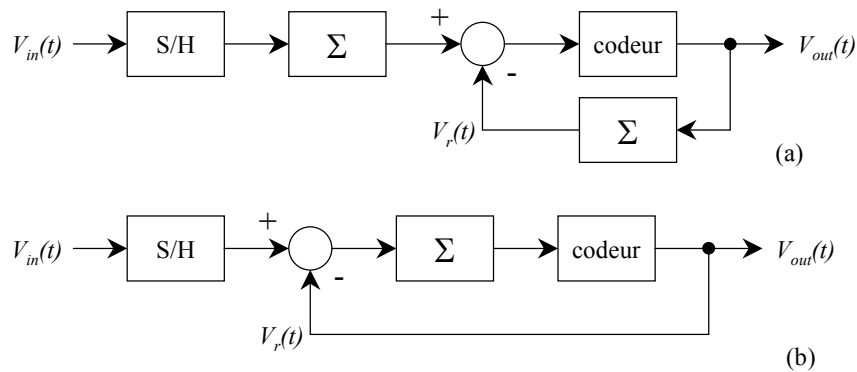 V_in(t) S/H Σ + - codeur V_out(t)
V_r(t) Σ
(a)
V_in(t) S/H + - Σ codeur V_out(t)
V_r(t)
(b)